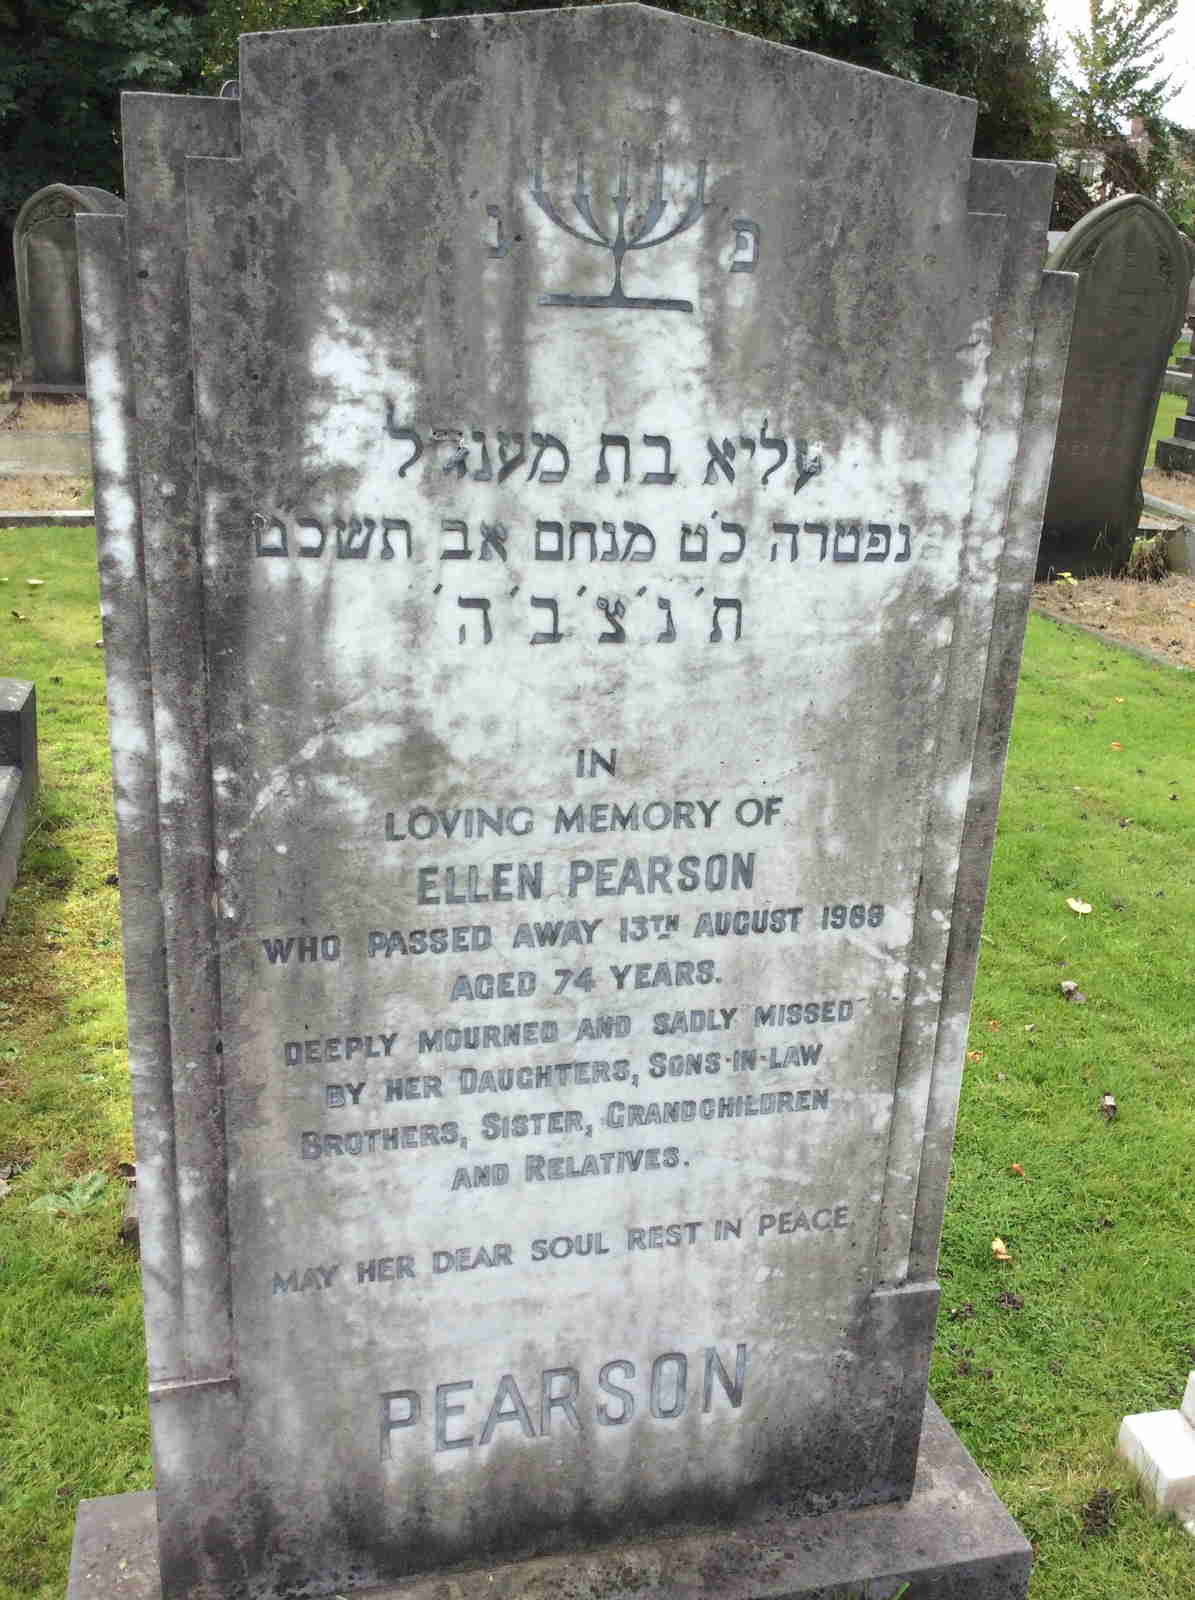 פ נ
עליא בת מענדל
נפטרה כ'ט מנחם אב תשכט
ת'נ'צ'ב'ה'
IN
LOVING MEMORY OF
ELLEN PEARSON
WHO PASSED AWAY 13TH AUGUST 1969
AGED 74 YEARS.
DEEPLY MOURNED AND SADLY MISSED
BY HER DAUGHTERS, SONS-IN-LAW
BROTHERS, SISTER, GRANDCHILDREN
AND RELATIVES.
MAY HER DEAR SOUL REST IN PEACE.
PEARSON